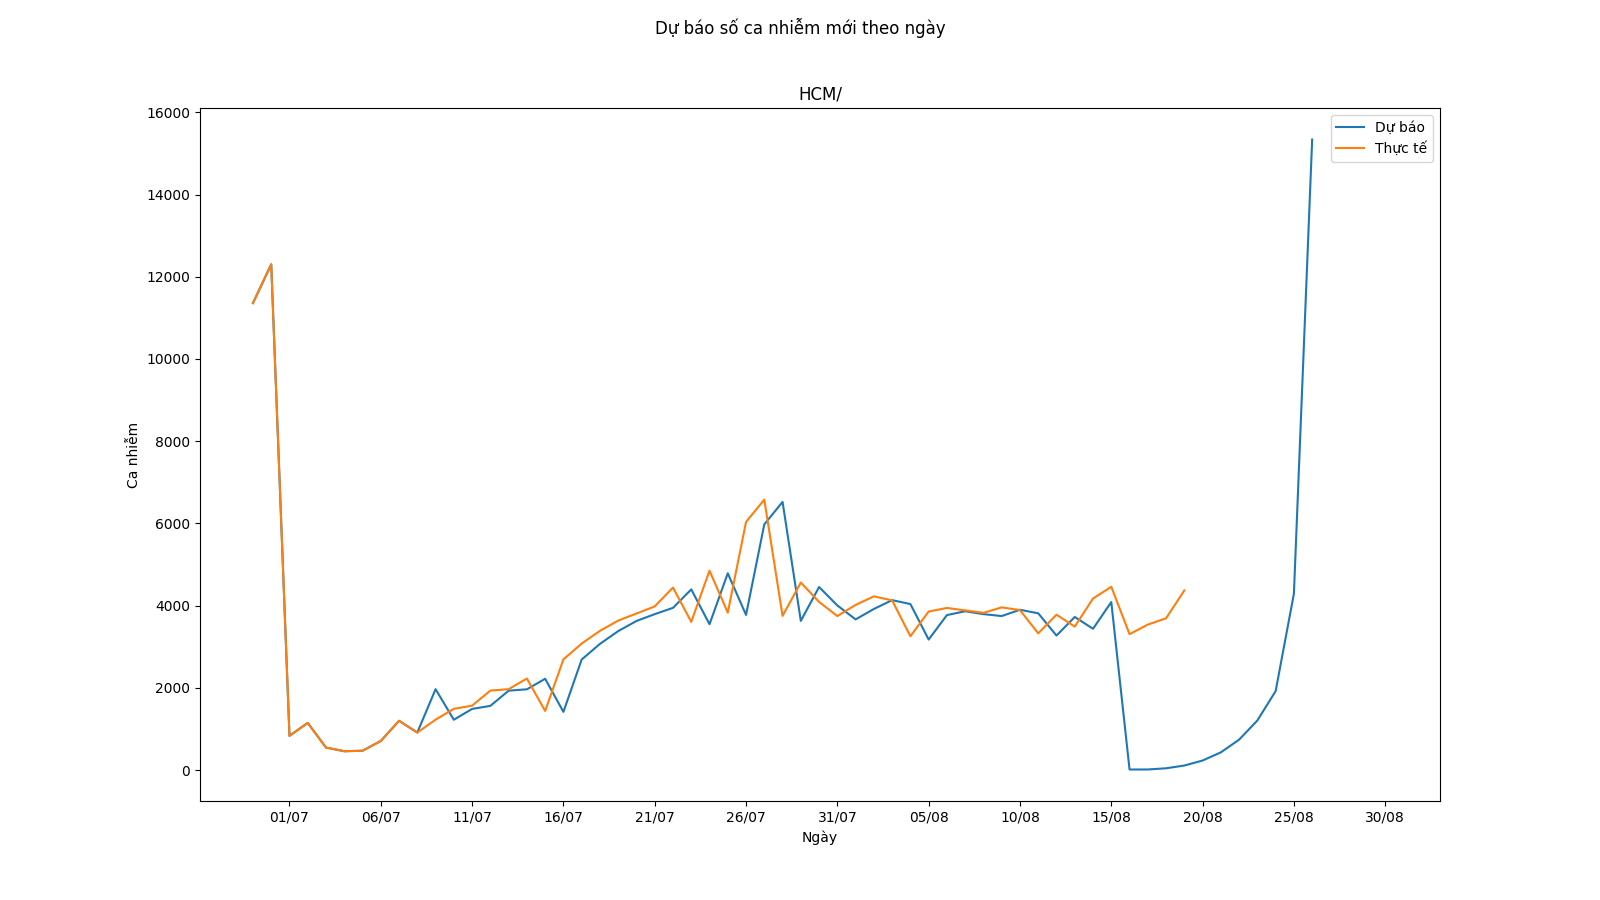 Dự báo số ca nhiễm mới theo ngày
HCM/
Dự báo
Thực tế
16000
14000
12000
10000
8000
6000
4000
2000
0
Ca nhiễm
01/07 06/07 11/07 16/07 21/07 26/07 31/07 05/08 10/08 15/08 20/08 25/08 30/08
Ngày